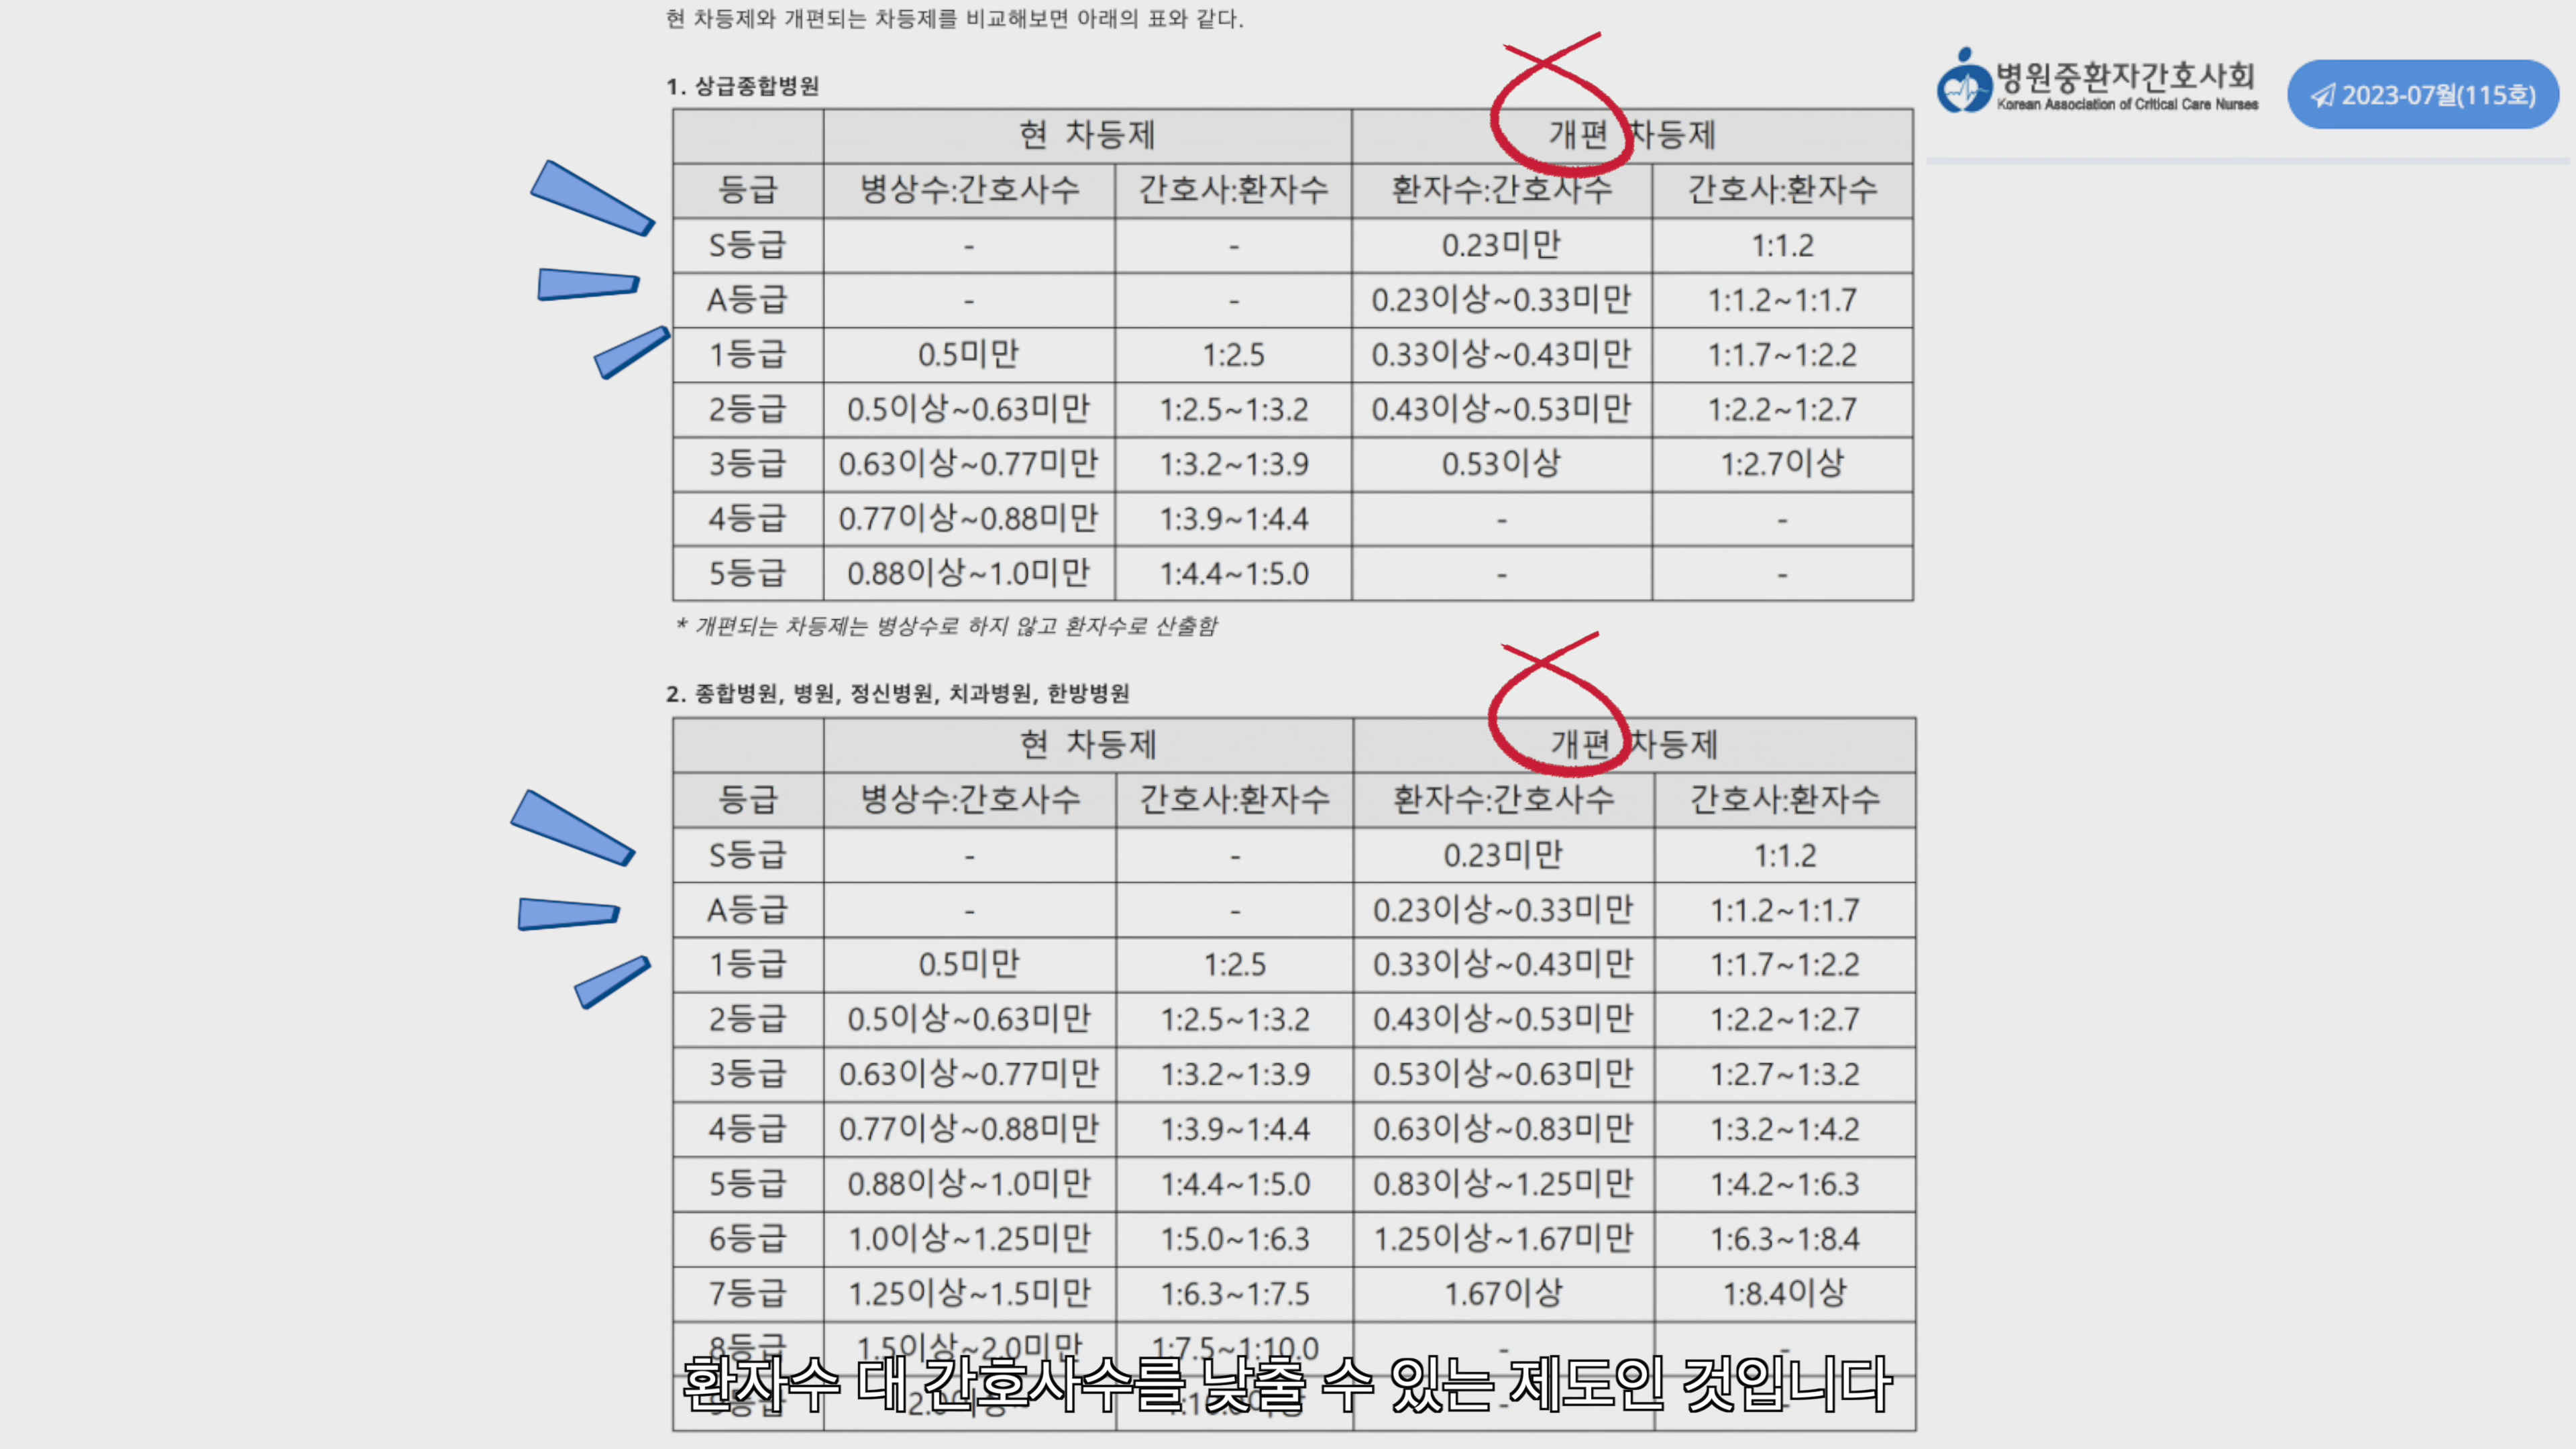 현 차등제와 개편되는 차등제를 비교해보면 아래의 표와 같다.
병원중환자간호사회
Korean Association of Critical Care Nurses
2023-07월(115호)
1. 상급종합병원
현 차등제 개편 차등제
등급 병상수:간호사수 간호사:환자수 환자수:간호사수 간호사:환자수
S등급 - - 0.23미만 1:1.2
A등급 - - 0.23이상~0.33미만 1:1.2~1:1.7
1등급 0.5미만 1:2.5 0.33이상~0.43미만 1:1.7~1:2.2
2등급 0.5이상~0.63미만 1:2.5~1:3.2 0.43이상~0.53미만 1:2.2~1:2.7
3등급 0.63이상~0.77미만 1:3.2~1:3.9 0.53이상 1:2.7이상
4등급 0.77이상~0.88미만 1:3.9~1:4.4 - -
5등급 0.88이상~1.0미만 1:4.4~1:5.0 - -
* 개편되는 차등제는 병상수로 하지 않고 환자수로 산출함
2. 종합병원, 병원, 정신병원, 치과병원, 한방병원
현 차등제 개편 차등제
등급 병상수:간호사수 간호사:환자수 환자수:간호사수 간호사:환자수
S등급 - - 0.23미만 1:1.2
A등급 - - 0.23이상~0.33미만 1:1.2~1:1.7
1등급 0.5미만 1:2.5 0.33이상~0.43미만 1:1.7~1:2.2
2등급 0.5이상~0.63미만 1:2.5~1:3.2 0.43이상~0.53미만 1:2.2~1:2.7
3등급 0.63이상~0.77미만 1:3.2~1:3.9 0.53이상~0.63미만 1:2.7~1:3.2
4등급 0.77이상~0.88미만 1:3.9~1:4.4 0.63이상~0.83미만 1:3.2~1:4.2
5등급 0.88이상~1.0미만 1:4.4~1:5.0 0.83이상~1.25미만 1:4.2~1:6.3
6등급 1.0이상~1.25미만 1:5.0~1:6.3 1.25이상~1.67미만 1:6.3~1:8.4
7등급 1.25이상~1.5미만 1:6.3~1:7.5 1.67이상 1:8.4이상
8등급 1.5이상~2.0미만 1:7.5~1:10.0 - -
환자수 대 간호사수를 낮출 수 있는 제도인 것입니다